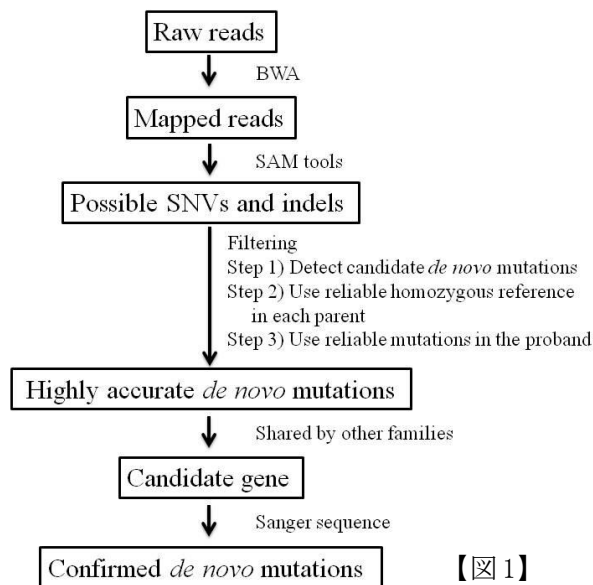 Raw reads
BWA
Mapped reads
SAM tools
Possible SNVs and indels
Filtering
Step 1) Detect candidate de novo mutations
Step 2) Use reliable homozygous reference
in each parent
Step 3) Use reliable mutations in the proband
Highly accurate de novo mutations
Shared by other families
Candidate gene
Sanger sequence
Confirmed de novo mutations
【図1】